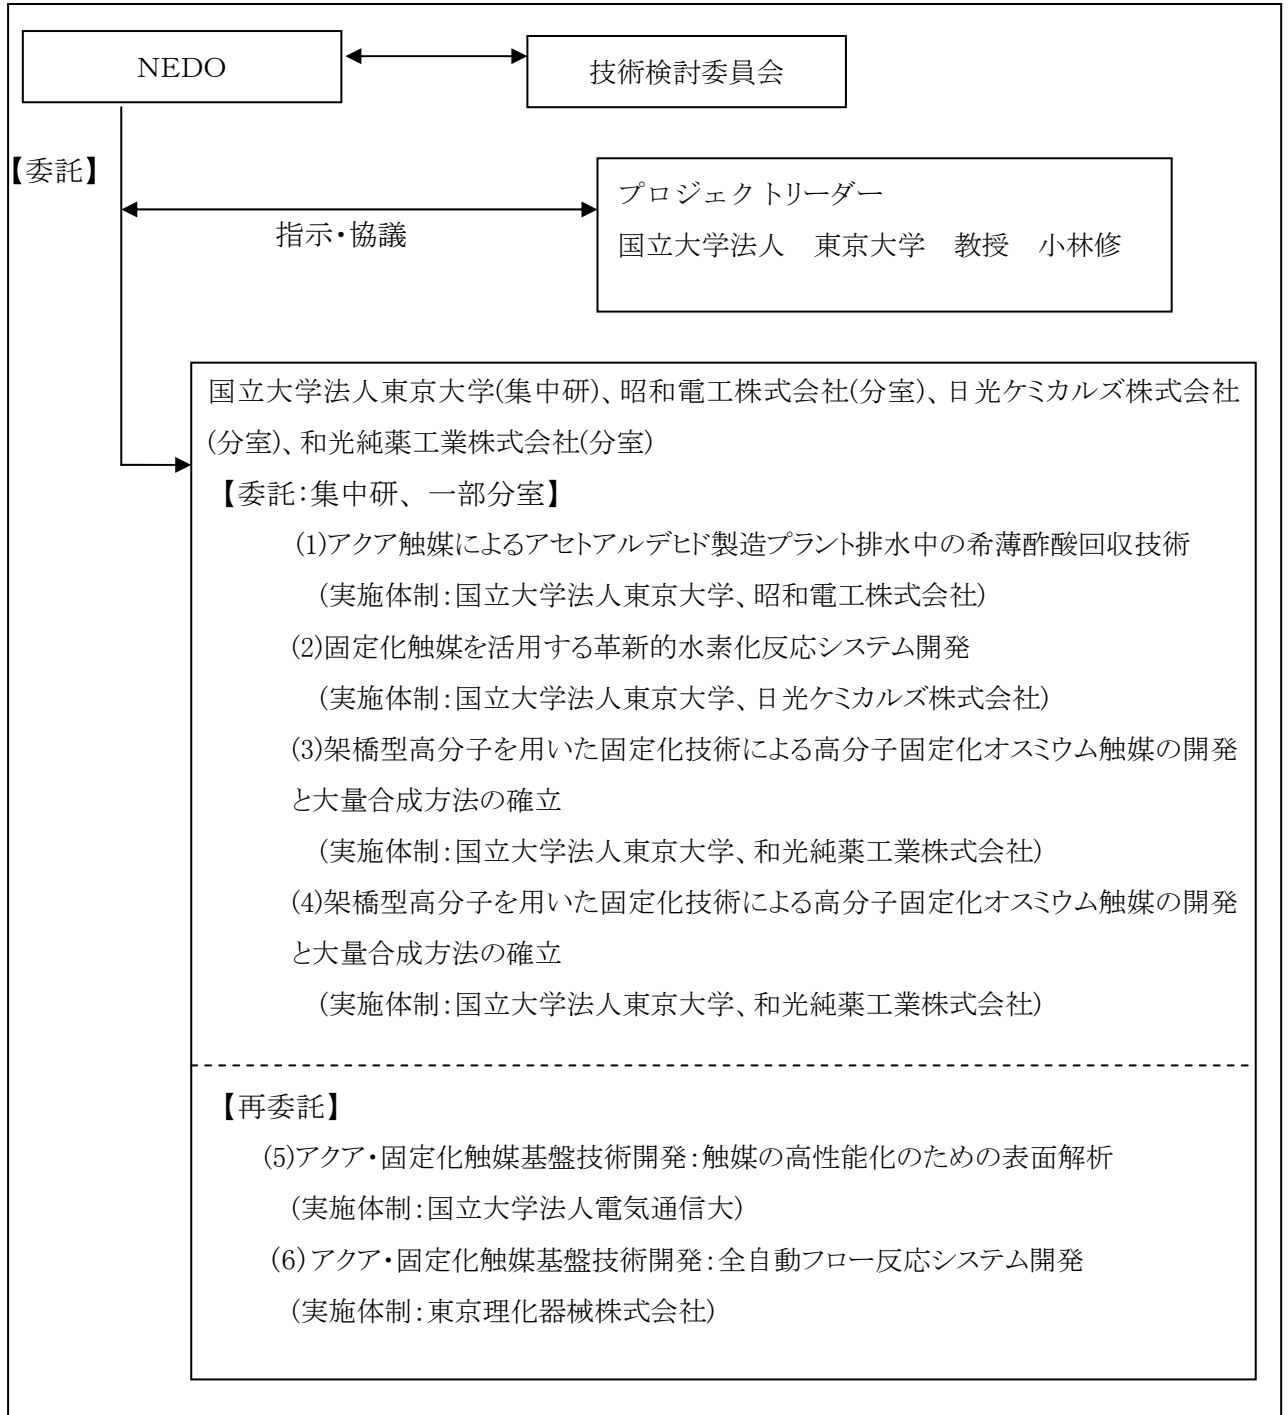 NEDO
技術検討委員会
【委託】
指示・協議
プロジェクトリーダー
国立大学法人　東京大学　教授　小林修
国立大学法人東京大学(集中研)、昭和電工株式会社(分室)、日光ケミカルズ株式会社
(分室)、和光純薬工業株式会社(分室)
【委託：集中研、一部分室】
(1)アクア触媒によるアセトアルデヒド製造プラント排水中の希薄酢酸回収技術
(実施体制：国立大学法人東京大学、昭和電工株式会社)
(2)固定化触媒を活用する革新的水素化反応システム開発
(実施体制：国立大学法人東京大学、日光ケミカルズ株式会社)
(3)架橋型高分子を用いた固定化技術による高分子固定化オスミウム触媒の開発
と大量合成方法の確立
(実施体制：国立大学法人東京大学、和光純薬工業株式会社)
(4)架橋型高分子を用いた固定化技術による高分子固定化オスミウム触媒の開発
と大量合成方法の確立
(実施体制：国立大学法人東京大学、和光純薬工業株式会社)
【再委託】
(5)アクア・固定化触媒基盤技術開発：触媒の高性能化のための表面解析
(実施体制：国立大学法人電気通信大)
(6)アクア・固定化触媒基盤技術開発：全自動フロー反応システム開発
(実施体制：東京理化器械株式会社)